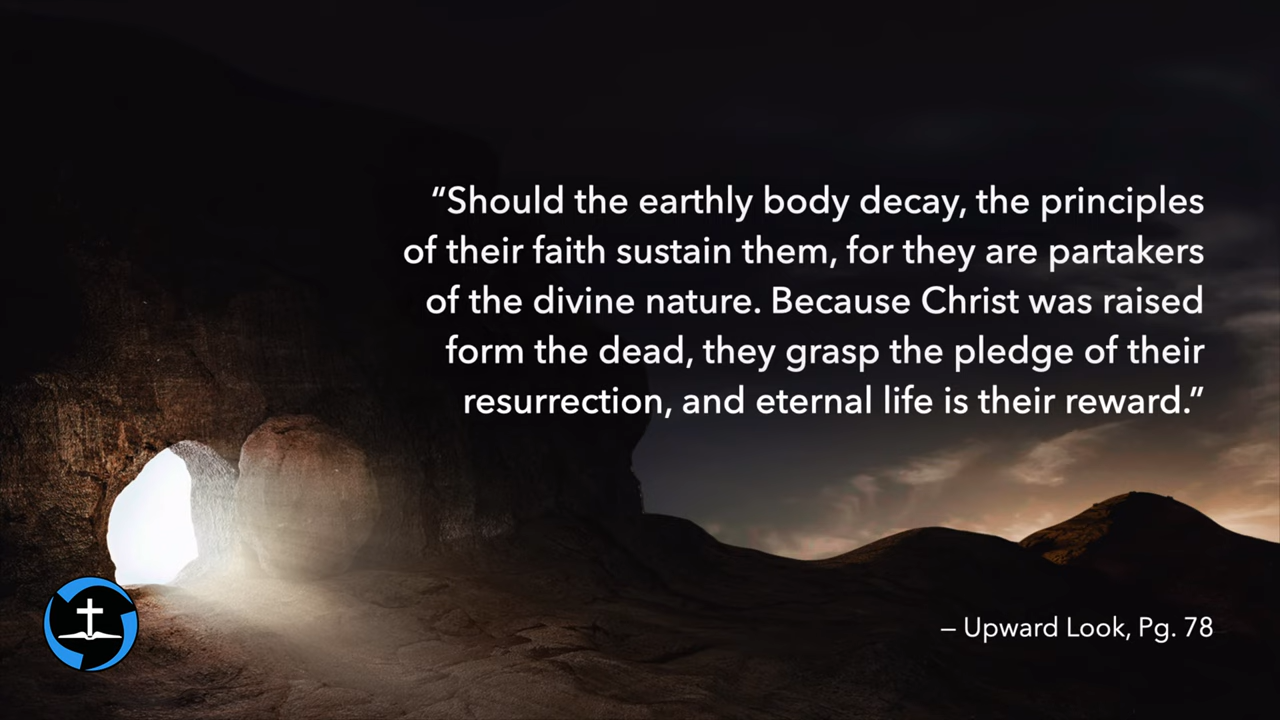 “Should the earthly body decay, the principles
of their faith sustain them, for they are partakers
of the divine nature. Because Christ was raised
form the dead, they grasp the pledge of their
resurrection, and eternal life is their reward.”
– Upward Look, Pg. 78